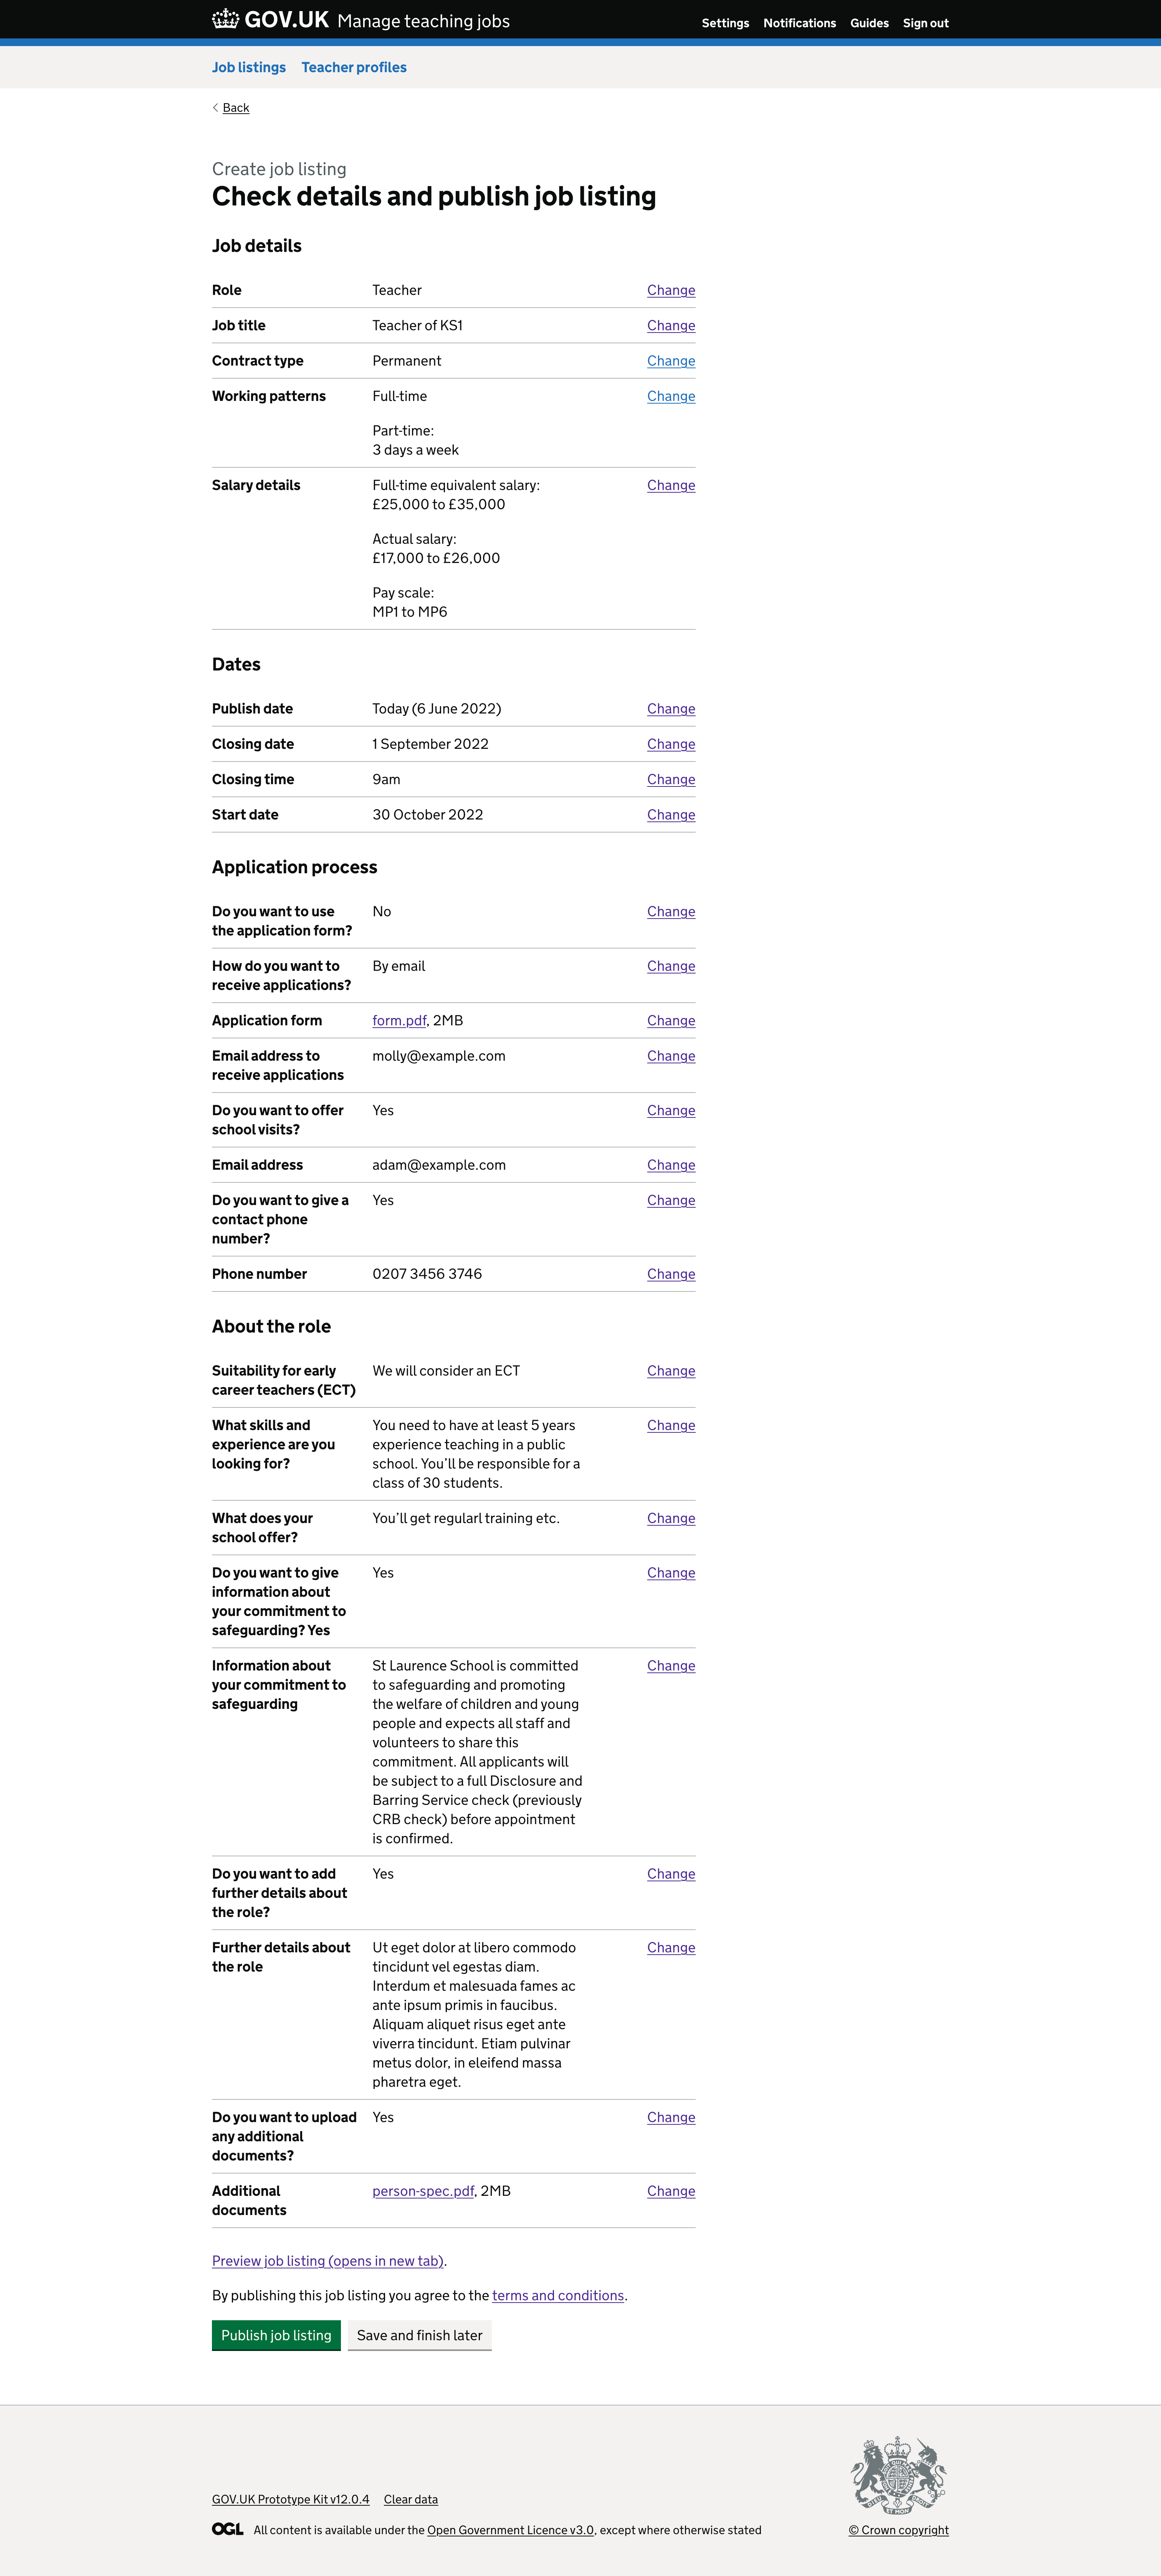 GOV.UK Manage teaching jobs
Settings Notifications Guides Sign out
Job listings Teacher profiles
Back
Create job listing
Check details and publish job listing
Job details
Role Teacher Change
Job title Teacher of KS1 Change
Contract type Permanent Change
Working patterns Full-time Change
Part-time:
3 days a week
Salary details Full-time equivalent salary: Change
£25,000 to £35,000
Actual salary:
£17,000 to £26,000
Pay scale:
MP1 to MP6
Dates
Publish date Today (6 June 2022) Change
Closing date 1 September 2022 Change
Closing time 9am Change
Start date 30 October 2022 Change
Application process
Do you want to use No Change
the application form?
How do you want to By email Change
receive applications?
Application form form.pdf, 2MB Change
Email address to molly@example.com Change
receive applications
Do you want to offer Yes Change
school visits?
Email address adam@example.com Change
Do you want to give a Yes Change
contact phone
number?
Phone number 0207 3456 3746 Change
About the role
Suitability for early We will consider an ECT Change
career teachers (ECT)
What skills and You need to have at least 5 years Change
experience are you experience teaching in a public
looking for? school. You’ll be responsible for a
class of 30 students.
What does your You’ll get regularl training etc. Change
school offer?
Do you want to give Yes Change
information about
your commitment to
safeguarding? Yes
Information about St Laurence School is committed Change
your commitment to to safeguarding and promoting
safeguarding the welfare of children and young
people and expects all staff and
volunteers to share this
commitment. All applicants will
be subject to a full Disclosure and
Barring Service check (previously
CRB check) before appointment
is confirmed.
Do you want to add Yes Change
further details about
the role?
Further details about Ut eget dolor at libero commodo Change
the role tincidunt vel egestas diam.
Interdum et malesuada fames ac
ante ipsum primis in faucibus.
Aliquam aliquet risus eget ante
viverra tincidunt. Etiam pulvinar
metus dolor, in eleifend massa
pharetra eget.
Do you want to upload Yes Change
any additional
documents?
Additional person-spec.pdf, 2MB Change
documents
Preview job listing (opens in new tab).
By publishing this job listing you agree to the terms and conditions.
Publish job listing Save and finish later
GOV.UK Prototype Kit v12.0.4 Clear data
OGL All content is available under the Open Government Licence v3.0, except where otherwise stated
© Crown copyright